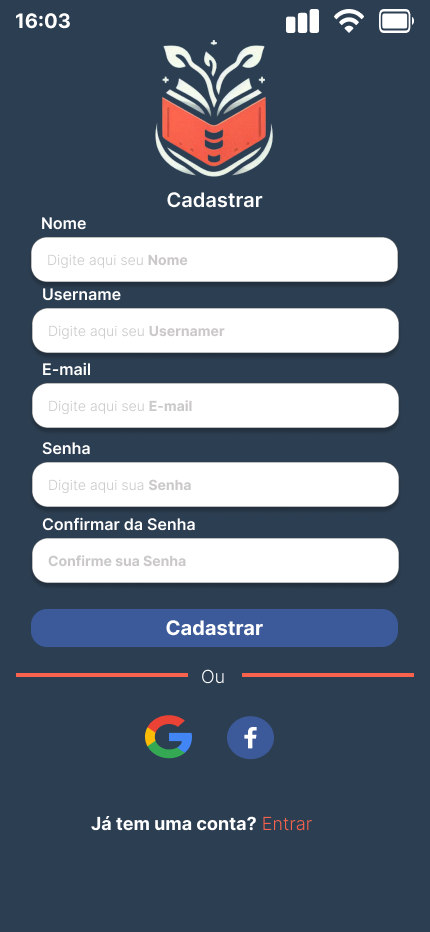 16:03
Cadastrar
Nome
Digite aqui seu Nome
Username
Digite aqui seu Usernamer
E-mail
Digite aqui seu E-mail
Senha
Digite aqui sua Senha
Confirmar da Senha
Confirme sua Senha
Cadastrar
Ou
Já tem uma conta? Entrar